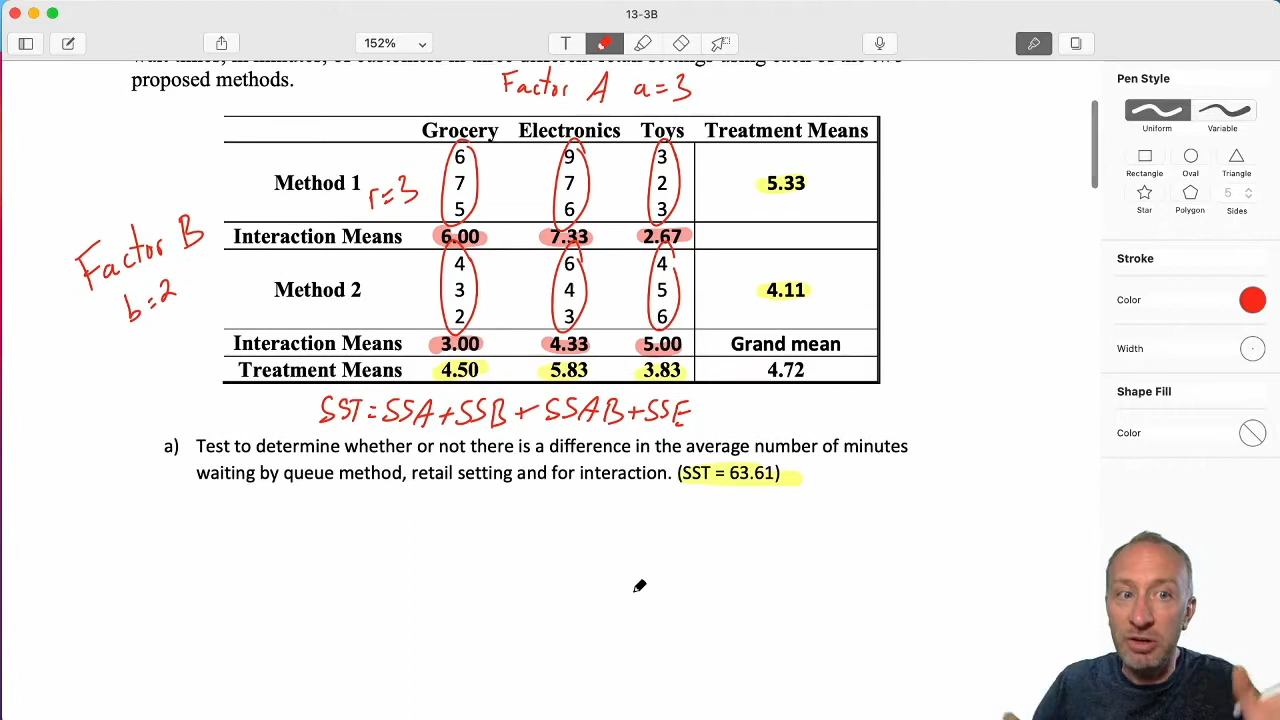 13-3B
152%
T
wait times, in minutes, of customers in three different retail settings using each of the two
proposed methods.
Factor A a=3
Grocery Electronics Toys Treatment Means
6 9 3
Method 1 7 7 2 5.33
r=3
5 6 3
Interaction Means 6.00 7.33 2.67
Factor B
b=2
4 6 4
Method 2 3 4 5 4.11
2 3 6
Interaction Means 3.00 4.33 5.00 Grand mean
Treatment Means 4.50 5.83 3.83 4.72
SST = SSA + SSB + SSAB + SSE
a) Test to determine whether or not there is a difference in the average number of minutes
waiting by queue method, retail setting and for interaction. (SST = 63.61)
Pen Style
Uniform Variable
Rectangle Oval Triangle
5
Star Polygon Sides
Stroke
Color
Width
Shape Fill
Color